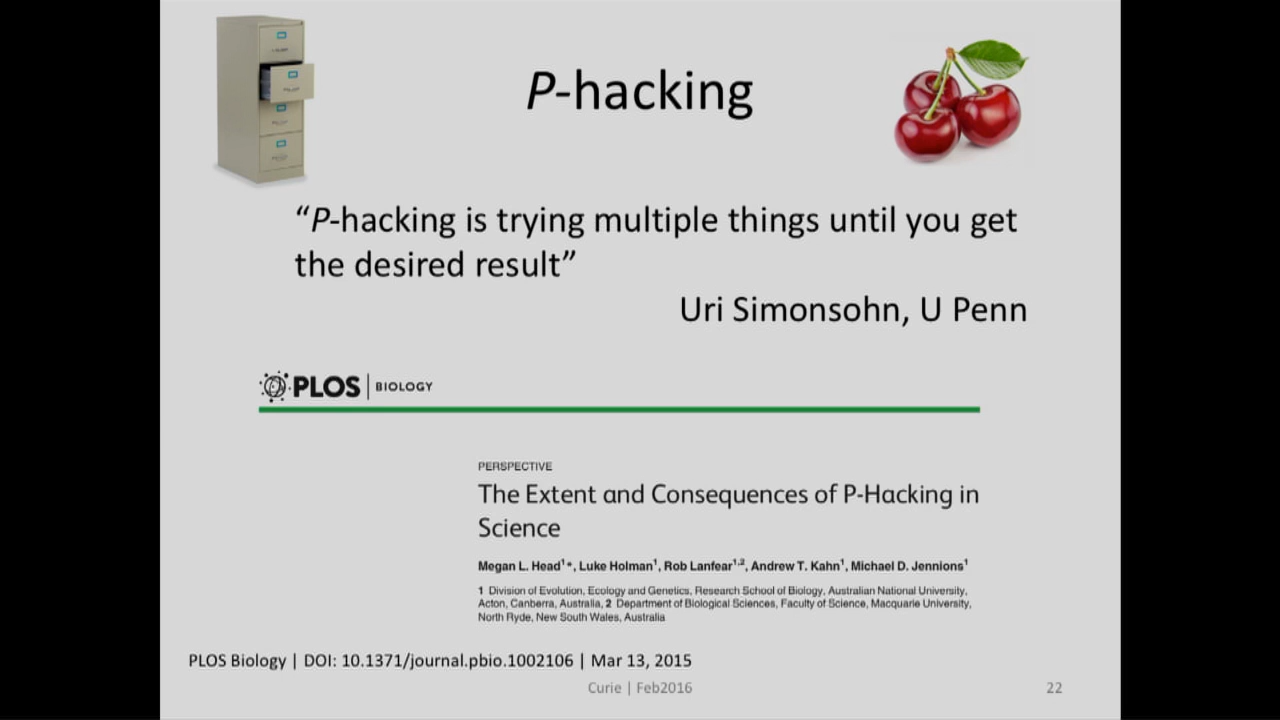 P-hacking
“P-hacking is trying multiple things until you get
the desired result”
Uri Simonsohn, U Penn
PLOS | BIOLOGY
PERSPECTIVE
The Extent and Consequences of P-Hacking in
Science
Megan L. Head¹*, Luke Holman¹, Rob Lanfear¹,², Andrew T. Kahn¹, Michael D. Jennions¹
1 Division of Evolution, Ecology and Genetics, Research School of Biology, Australian National University,
Acton, Canberra, Australia, 2 Department of Biological Sciences, Faculty of Science, Macquarie University,
North Ryde, New South Wales, Australia
PLOS Biology | DOI: 10.1371/journal.pbio.1002106 | Mar 13, 2015
Curie | Feb2016
22